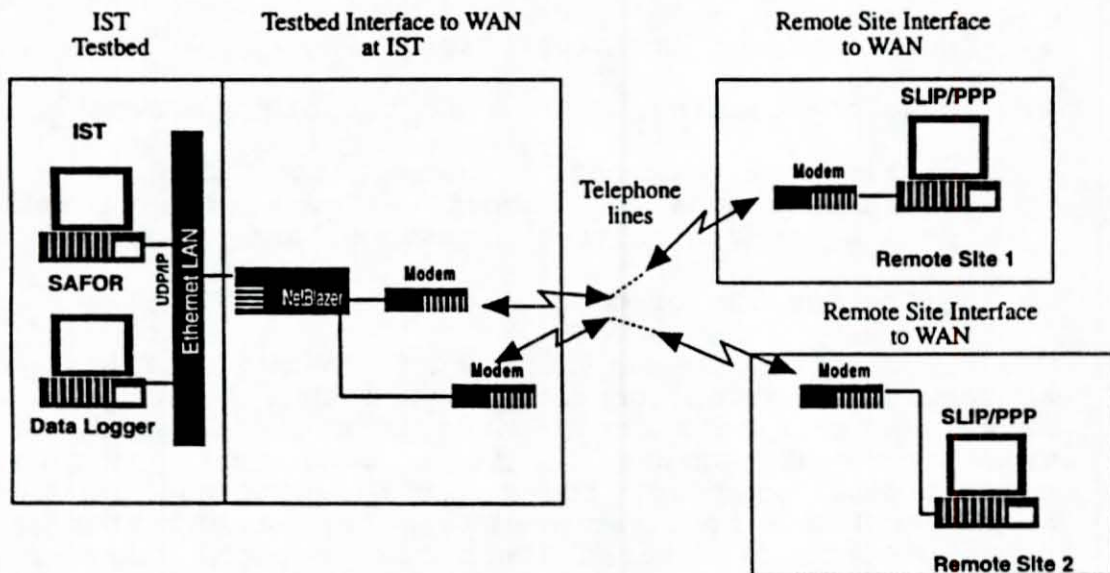 IST
Testbed
Testbed Interface to WAN
at IST
Remote Site Interface
to WAN
IST
SAFOR
Data Logger
UDP/IP
Ethernet LAN
NetBlazer
Modem
Modem
Telephone
lines
SLIP/PPP
Modem
Remote Site 1
Remote Site Interface
to WAN
Modem
SLIP/PPP
Remote Site 2